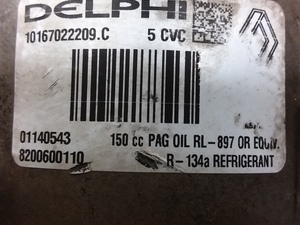 DELPHI
10167022209.C 5 CVC
01140543 150 cc PAG OIL RL-897 OR EQUIV.
8200600110 R-134a REFRIGERANT